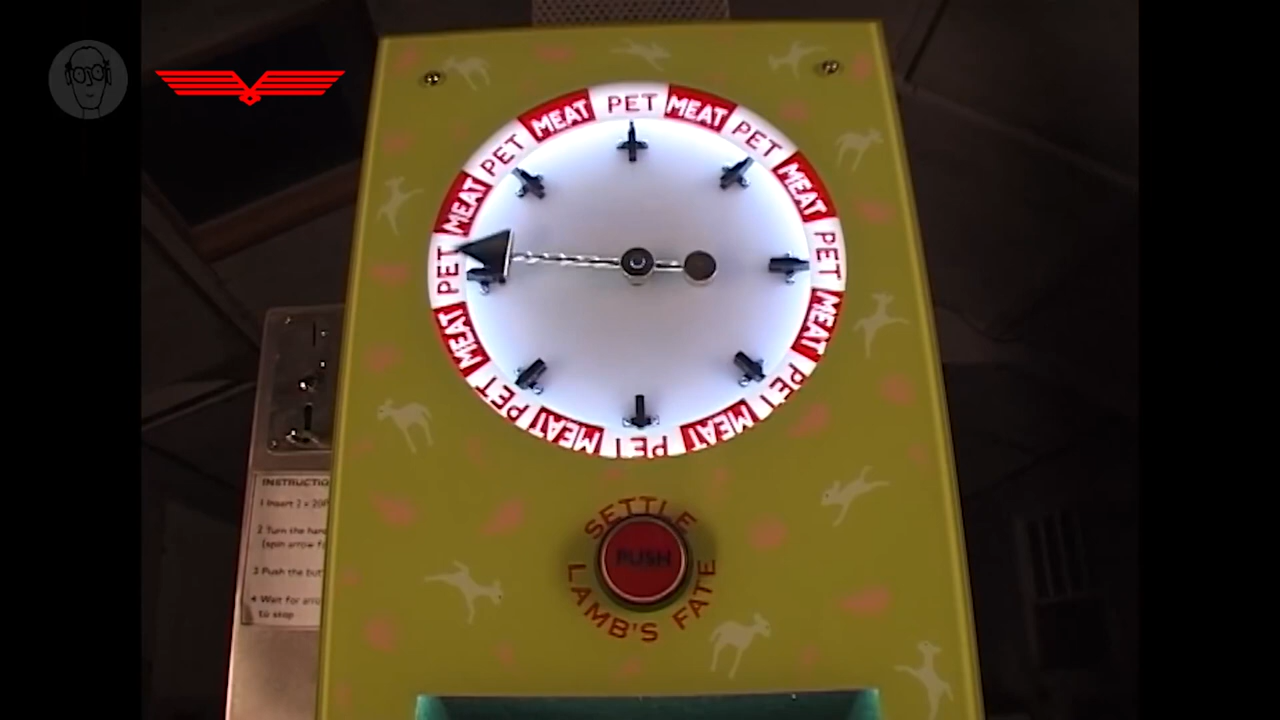 PET
MEAT
PET
MEAT
PET
MEAT
PET
MEAT
PET
MEAT
PET
MEAT
PET
MEAT
PET
MEAT
SETTLE
PUSH
LAMB'S FATE
INSTRUCTIO
1 Insert 2 x 20P
2 Turn the hand
(spin arrow f
3 Push the but
4 Wait for arro
to stop